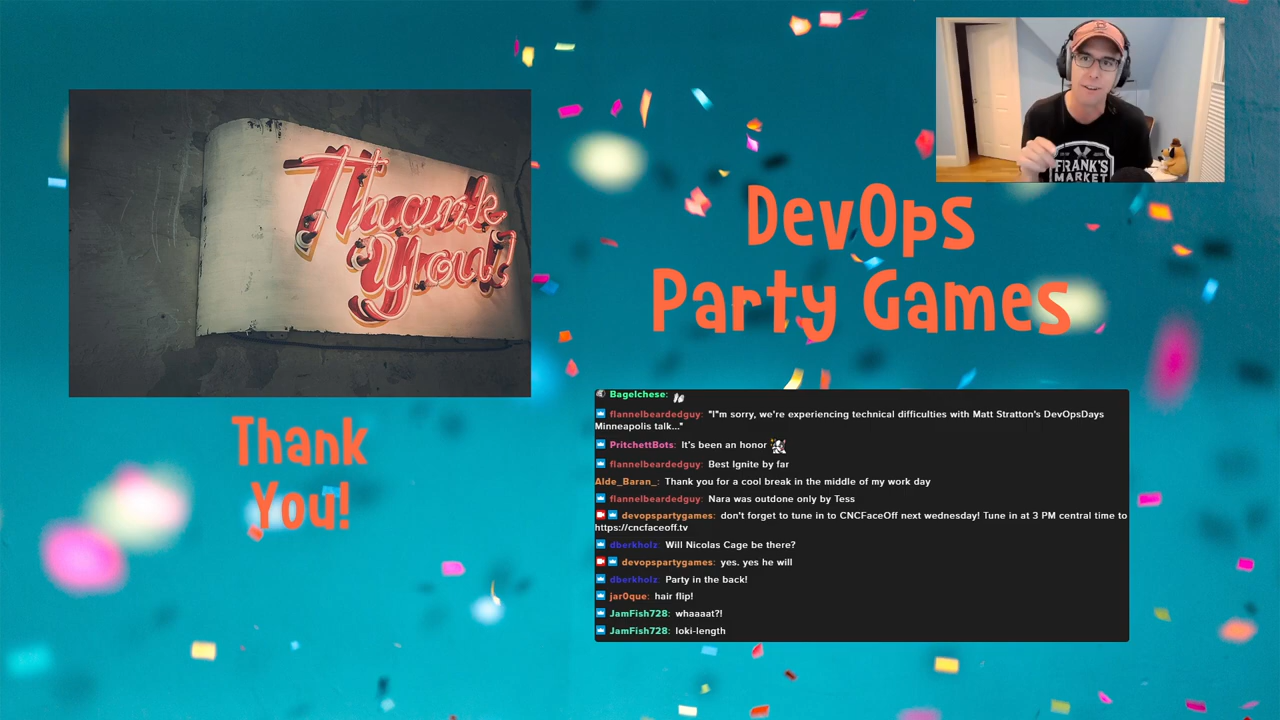 Thank
You!
FRANK'S
MARKET
DevOps
Party Games
Thank
You!
Bagelchese:
flannelbeardedguy: "I"m sorry, we're experiencing technical difficulties with Matt Stratton's DevOpsDays
Minneapolis talk..."
PritchettBots: It's been an honor
flannelbeardedguy: Best Ignite by far
Alde_Baran_: Thank you for a cool break in the middle of my work day
flannelbeardedguy: Nara was outdone only by Tess
devopspartygames: don't forget to tune in to CNCFaceOff next wednesday! Tune in at 3 PM central time to
https://cncfaceoff.tv
dberkholz: Will Nicolas Cage be there?
devopspartygames: yes. yes he will
dberkholz: Party in the back!
jar0que: hair flip!
JamFish728: whaaaat?!
JamFish728: loki-length